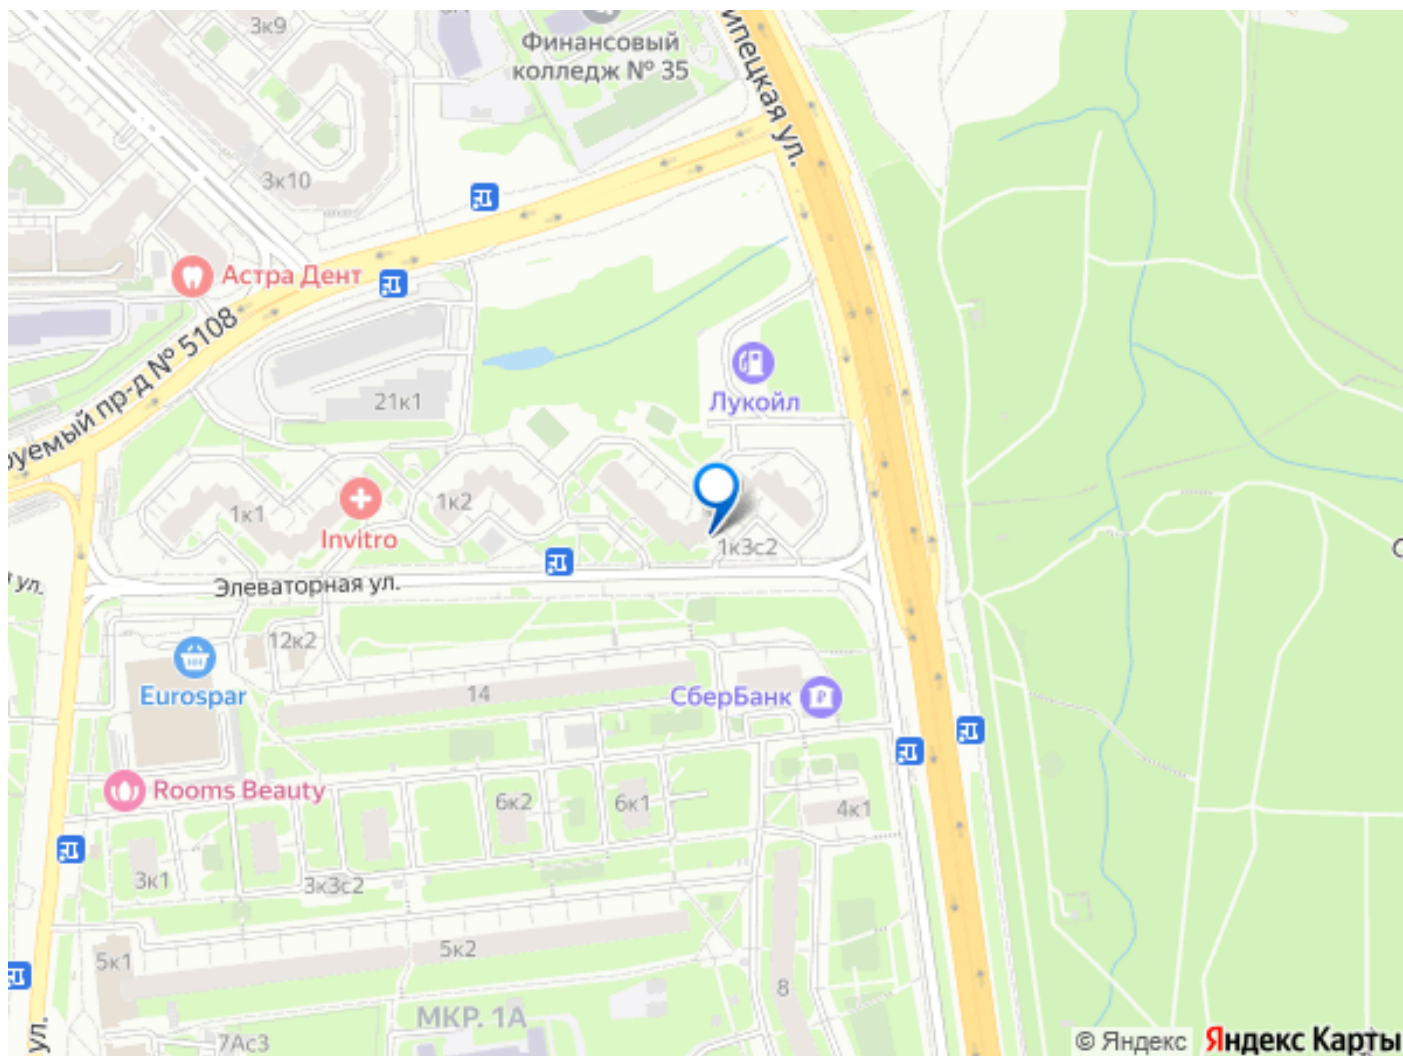 3к9
Финансовый
колледж № 35
ипецкая ул.
3к10
Астра Дент
руемый пр-д № 5108
21к1
Лукойл
1к1
1к2
Invitro
1к3с2
Элеваторная ул.
ул.
12к2
Eurospar
14
СберБанк
Rooms Beauty
6к2
6к1
4к1
3к1
3к3с2
5к1
5к2
8
МКР. 1А
7Ас3
ул.
© Яндекс Яндекс Карты